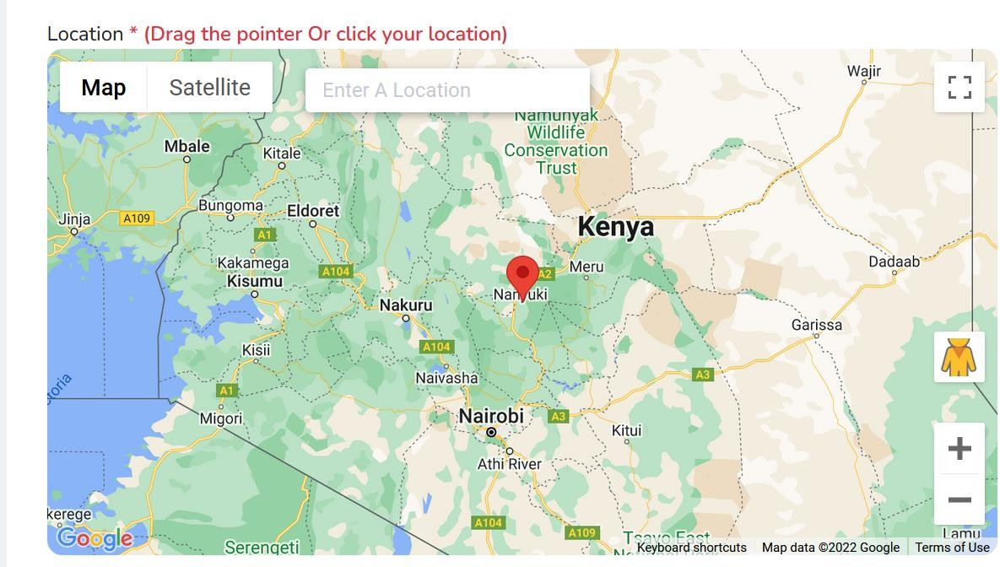 Location * (Drag the pointer Or click your location)
Map
Satellite
Enter A Location
Wajir
Namunyak
Wildlife
Conservation
Trust
Mbale
Kitale
Bungoma
Eldoret
Jinja
A109
A1
Kenya
Kakamega
Kisumu
A104
A2
Meru
Dadaab
Nakuru
Garissa
A104
Kisii
Naivasha
A3
A1
Migori
Nairobi
A3
Kitui
Athi River
A104
A109
kerege
Google
Serengeti
Tsavo East
Lamu
Keyboard shortcuts
Map data ©2022 Google
Terms of Use